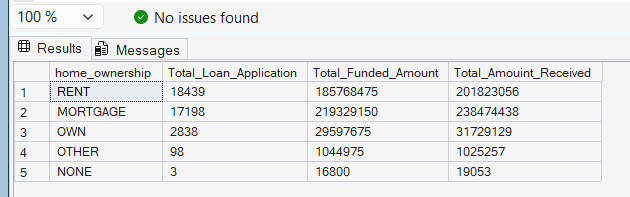 100 %
No issues found
Results Messages
home_ownership Total_Loan_Application Total_Funded_Amount Total_Amouint_Received
1 RENT 18439 185768475 201823056
2 MORTGAGE 17198 219329150 238474438
3 OWN 2838 29597675 31729129
4 OTHER 98 1044975 1025257
5 NONE 3 16800 19053